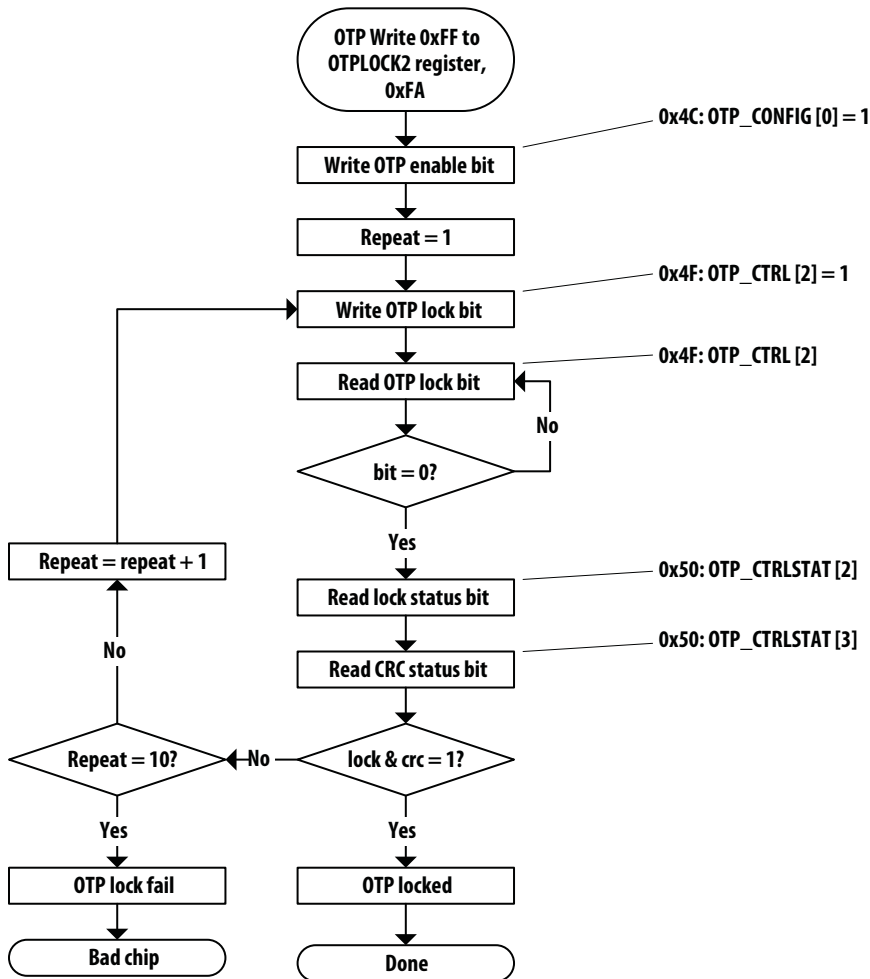 OTP Write 0xFF to
OTPLOCK2 register,
0xFA
0x4C: OTP_CONFIG [0] = 1
Write OTP enable bit
Repeat = 1
0x4F: OTP_CTRL [2] = 1
Write OTP lock bit
0x4F: OTP_CTRL [2]
Read OTP lock bit
No
bit = 0?
Yes
Repeat = repeat + 1
0x50: OTP_CTRLSTAT [2]
Read lock status bit
0x50: OTP_CTRLSTAT [3]
No
Read CRC status bit
Repeat = 10?
No
lock & crc = 1?
Yes
Yes
OTP lock fail
OTP locked
Bad chip
Done